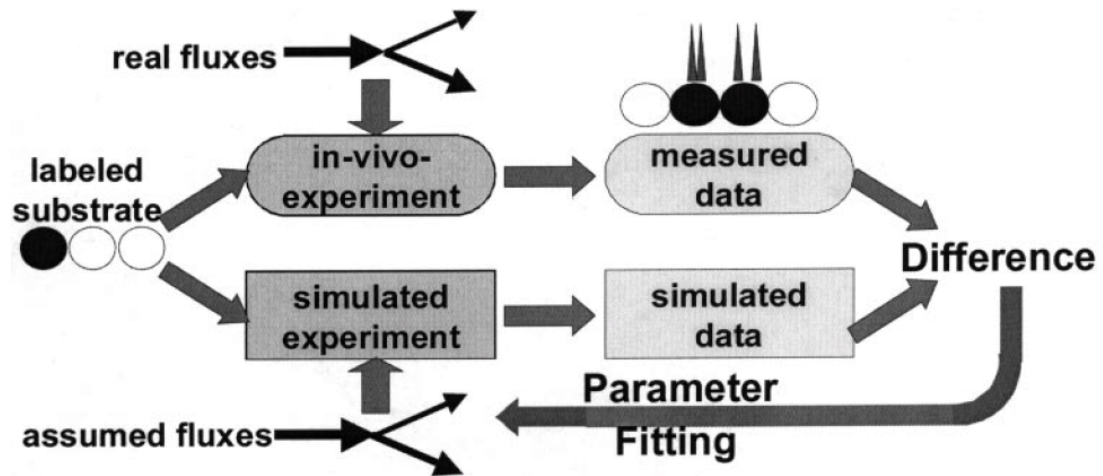 real fluxes
labeled
substrate
in-vivo-
experiment
measured
data
Difference
simulated
experiment
simulated
data
Parameter
Fitting
assumed fluxes